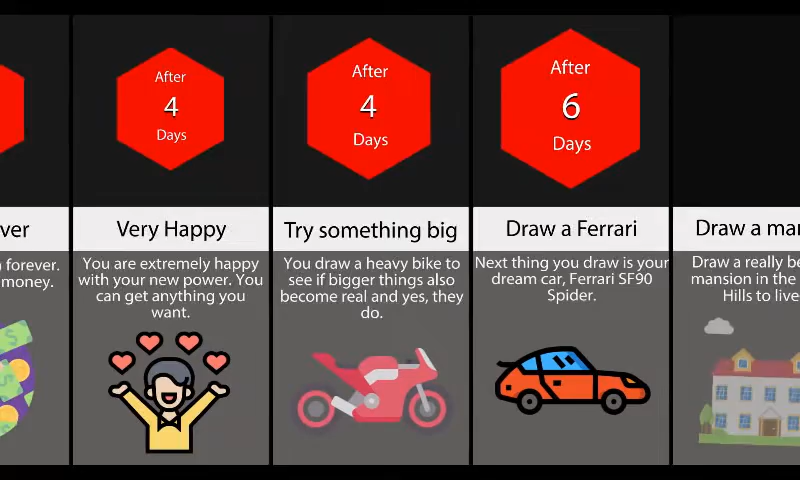 ver
forever.
money.
After
4
Days
Very Happy
You are extremely happy
with your new power. You
can get anything you
want.
After
4
Days
Try something big
You draw a heavy bike to
see if bigger things also
become real and yes, they
do.
After
6
Days
Draw a Ferrari
Next thing you draw is your
dream car, Ferrari SF90
Spider.
Draw a man
Draw a really be
mansion in the
Hills to live